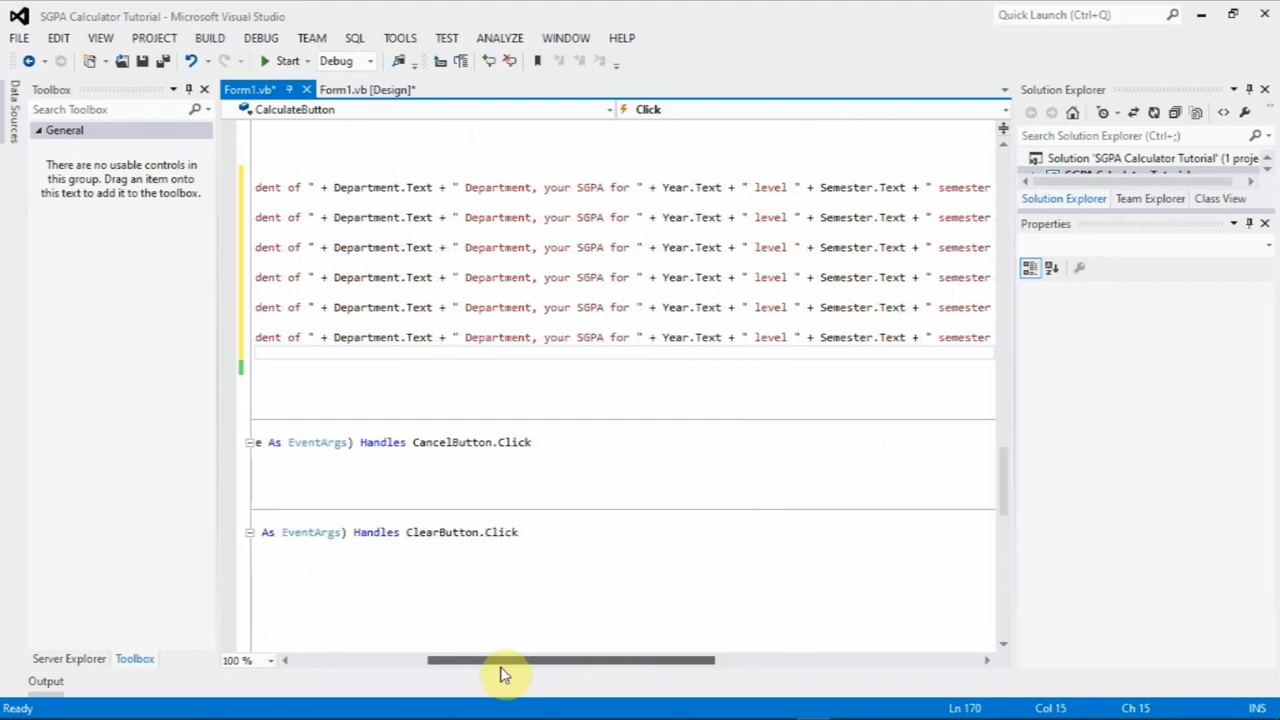 SGPA Calculator Tutorial - Microsoft Visual Studio
Quick Launch (Ctrl+Q)
FILE EDIT VIEW PROJECT BUILD DEBUG TEAM SQL TOOLS TEST ANALYZE WINDOW HELP
Start Debug
Data Sources
Toolbox
Search Toolbox
General
There are no usable controls in
this group. Drag an item onto
this text to add it to the toolbox.
Server Explorer Toolbox
Output
Form1.vb* Form1.vb [Design]*
CalculateButton Click
dent of " + Department.Text + " Department, your SGPA for " + Year.Text + " level " + Semester.Text + " semester
dent of " + Department.Text + " Department, your SGPA for " + Year.Text + " level " + Semester.Text + " semester
dent of " + Department.Text + " Department, your SGPA for " + Year.Text + " level " + Semester.Text + " semester
dent of " + Department.Text + " Department, your SGPA for " + Year.Text + " level " + Semester.Text + " semester
dent of " + Department.Text + " Department, your SGPA for " + Year.Text + " level " + Semester.Text + " semester
dent of " + Department.Text + " Department, your SGPA for " + Year.Text + " level " + Semester.Text + " semester
e As EventArgs) Handles CancelButton.Click
As EventArgs) Handles ClearButton.Click
100 %
Solution Explorer
Search Solution Explorer (Ctrl+;)
Solution 'SGPA Calculator Tutorial' (1 proje
Solution Explorer Team Explorer Class View
Properties
Ready Ln 170 Col 15 Ch 15 INS